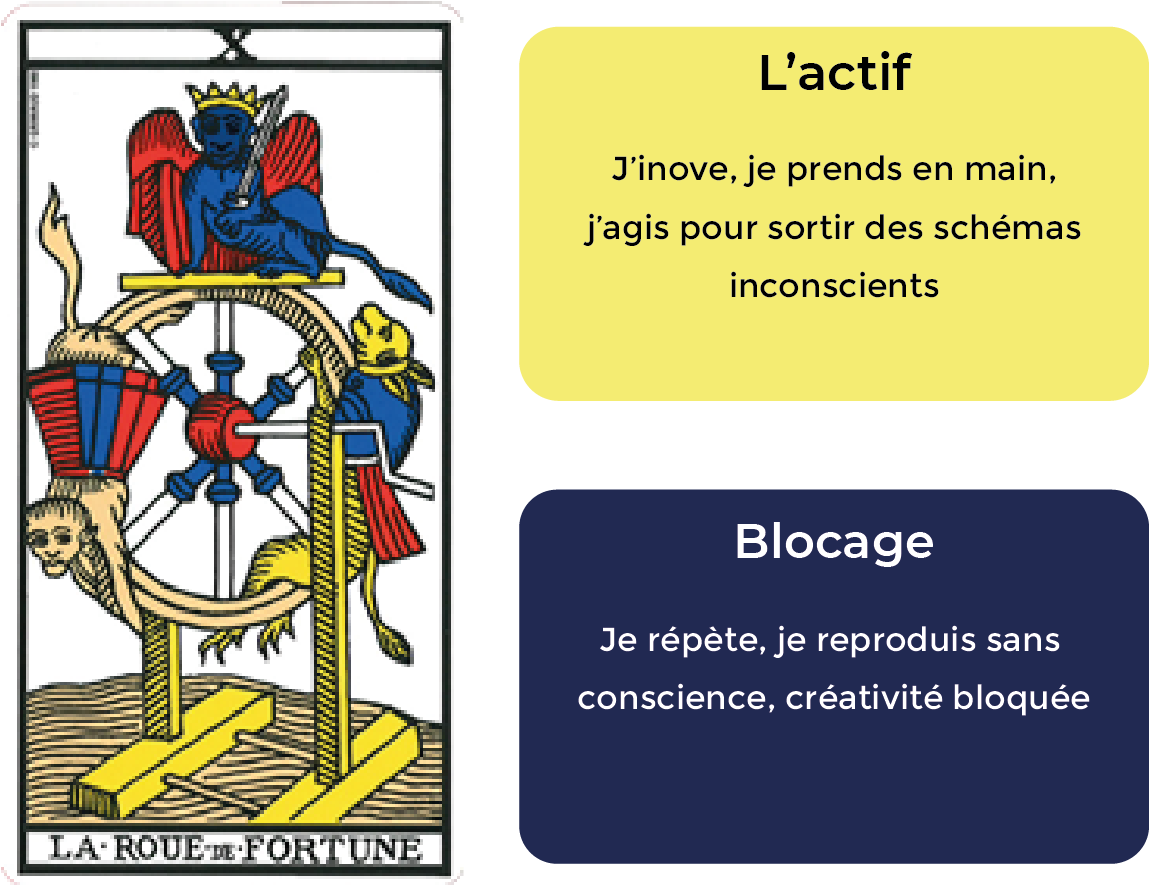 X
L’actif
J’inove, je prends en main,
j’agis pour sortir des schémas
inconscients
Blocage
Je répète, je reproduis sans
conscience, créativité bloquée
LA·ROUE·DE·FORTUNE